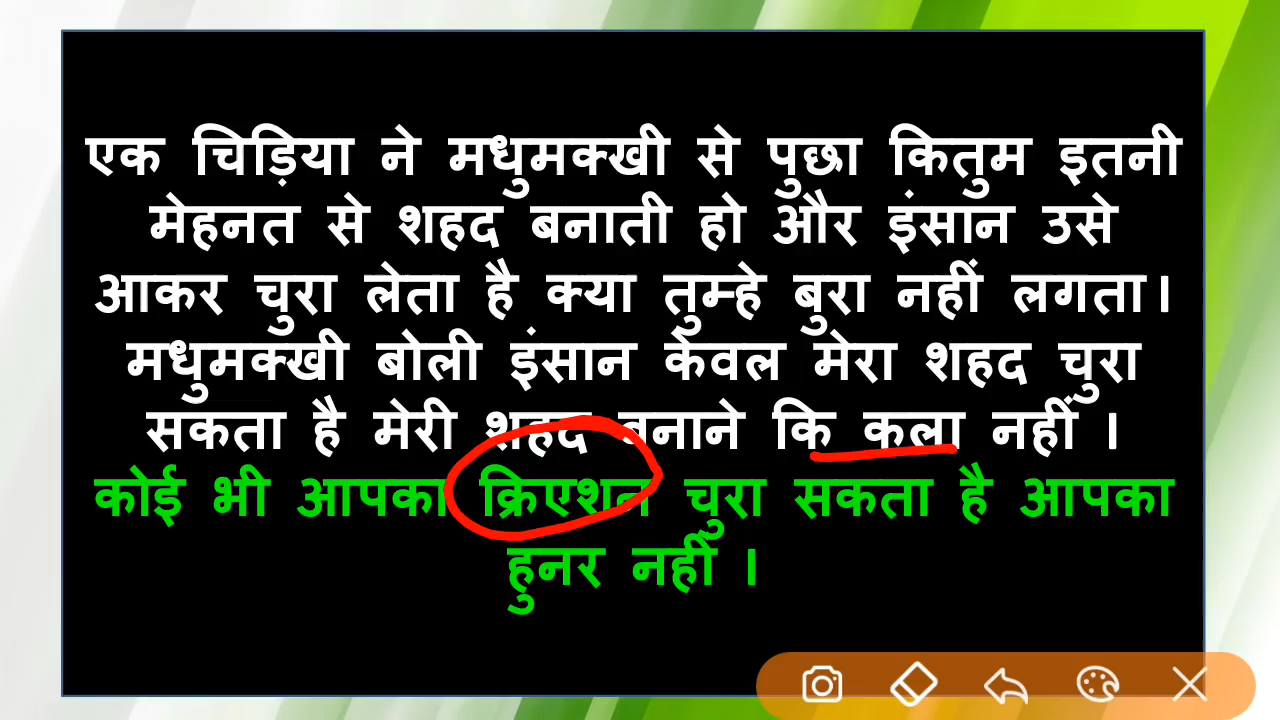 एक चिड़िया ने मधुमक्खी से पुछा कितुम इतनी
मेहनत से शहद बनाती हो और इंसान उसे
आकर चुरा लेता है क्या तुम्हे बुरा नहीं लगता।
मधुमक्खी बोली इंसान केवल मेरा शहद चुरा
सकता है मेरी शहद बनाने कि कला नहीं ।
कोई भी आपका क्रिएशन चुरा सकता है आपका
हुनर नहीं ।